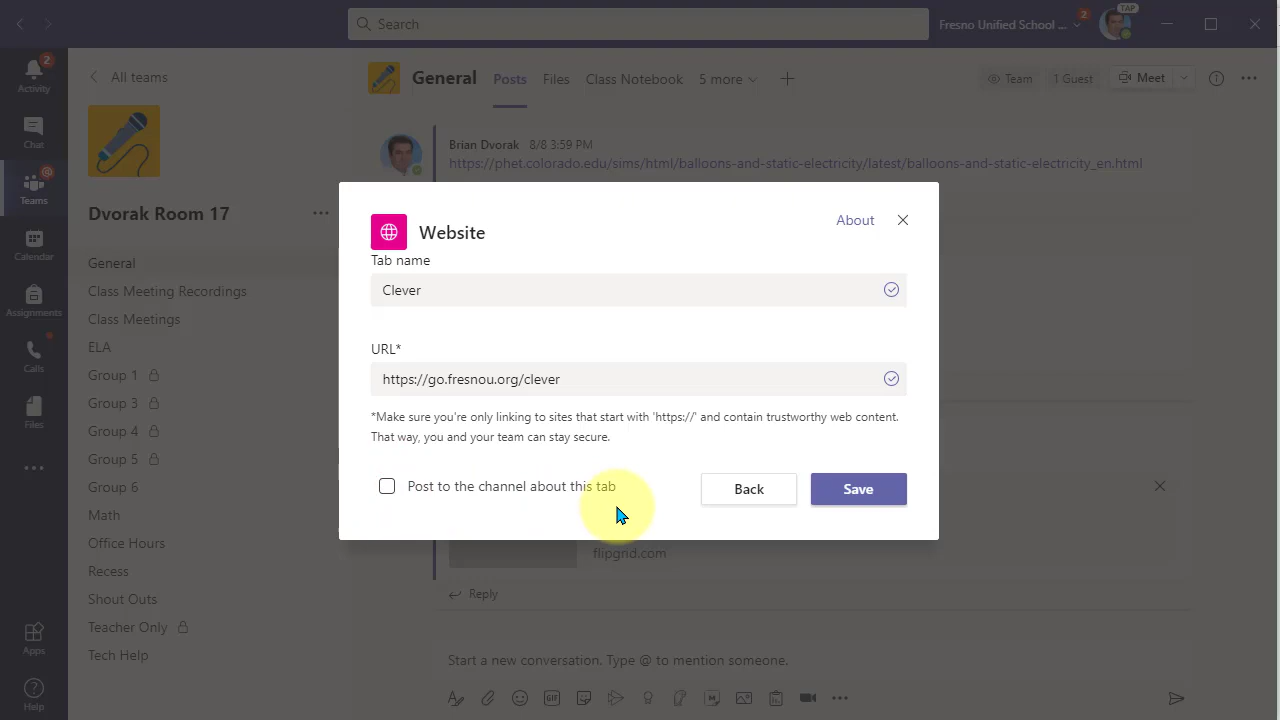 Search
Fresno Unified School ...
2
TAP
2
Activity
Chat
Teams
Calendar
Assignments
Calls
Files
Apps
Help
All teams
Dvorak Room 17
General
Class Meeting Recordings
Class Meetings
ELA
Group 1
Group 3
Group 4
Group 5
Group 6
Math
Office Hours
Recess
Shout Outs
Teacher Only
Tech Help
General Posts Files Class Notebook 5 more
Team 1 Guest Meet
Brian Dvorak 8/8 3:59 PM
https://phet.colorado.edu/sims/html/balloons-and-static-electricity/latest/balloons-and-static-electricity_en.html
Website
About
Tab name
Clever
URL*
https://go.fresnou.org/clever
*Make sure you're only linking to sites that start with 'https://' and contain trustworthy web content.
That way, you and your team can stay secure.
Post to the channel about this tab
Back
Save
flipgrid.com
Reply
Start a new conversation. Type @ to mention someone.
GIF